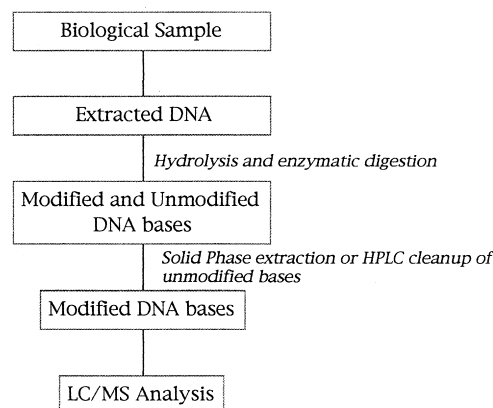 Biological Sample
Extracted DNA
Hydrolysis and enzymatic digestion
Modified and Unmodified
DNA bases
Solid Phase extraction or HPLC cleanup of
unmodified bases
Modified DNA bases
LC/MS Analysis